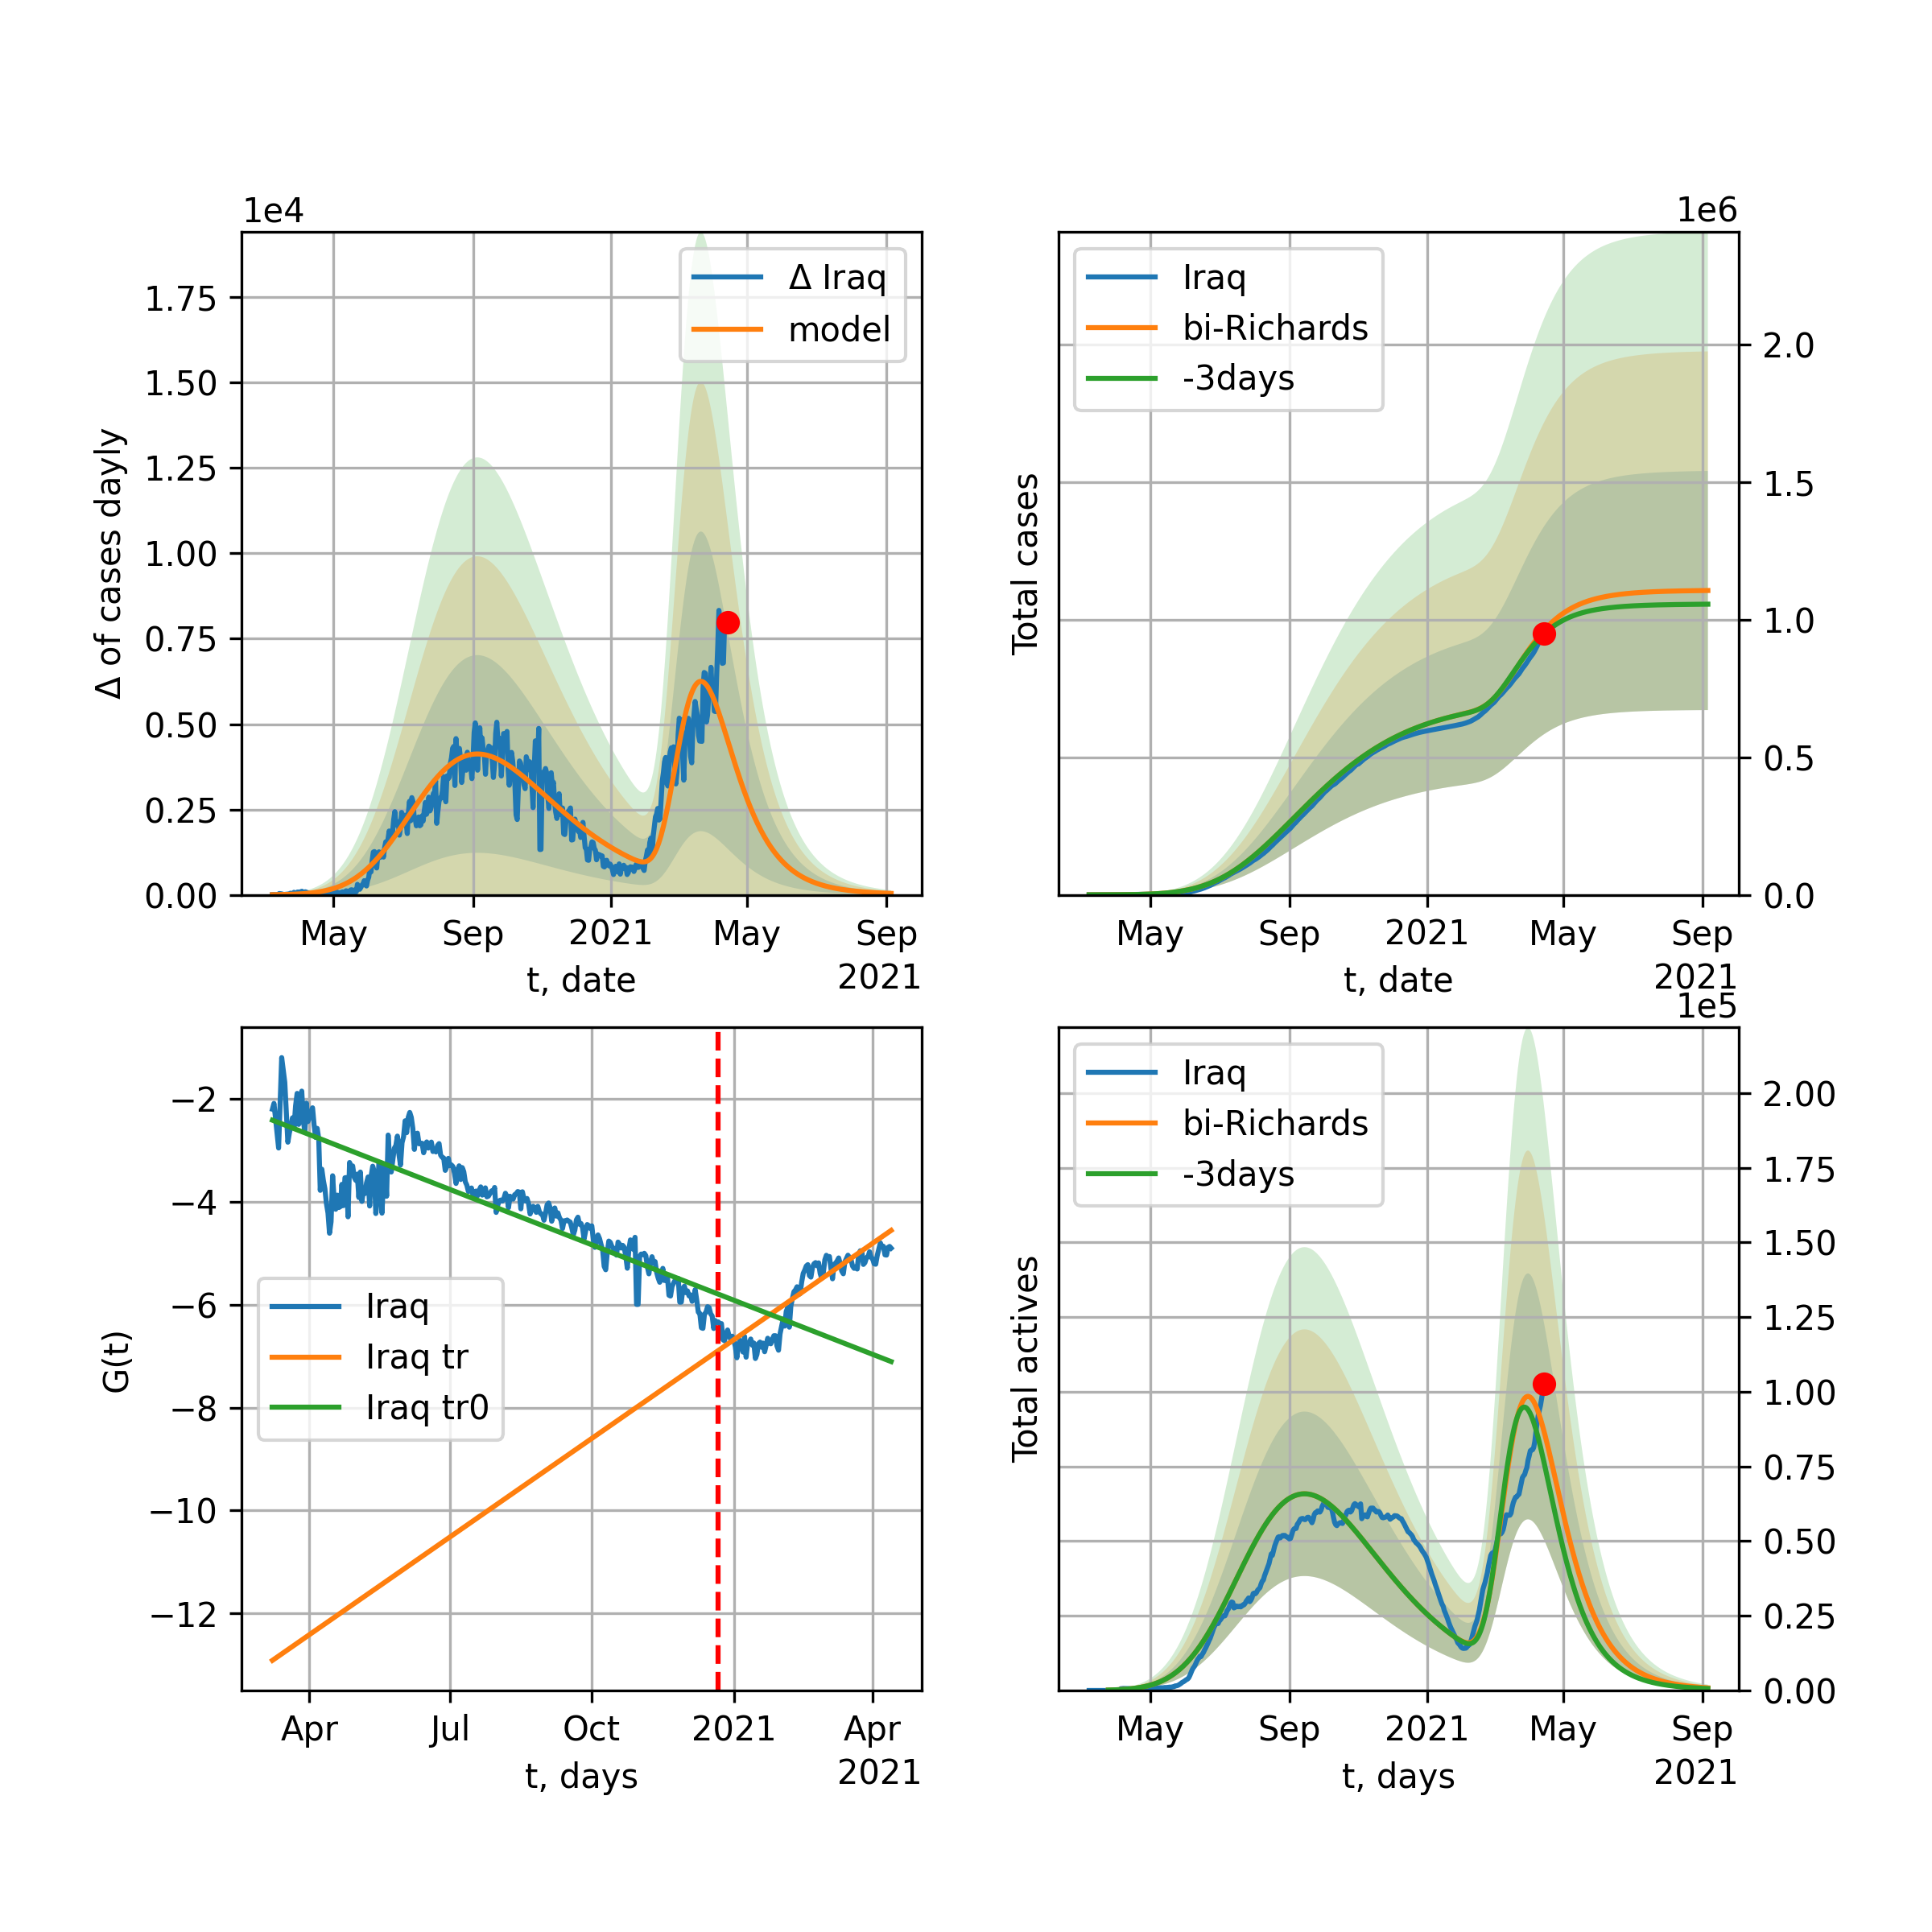 1e4
Δ of cases dayly
1.75
1.50
1.25
1.00
0.75
0.50
0.25
0.00
Δ Iraq
model
May Sep 2021 May Sep
2021
t, date
1e6
Total cases
Iraq
bi-Richards
-3days
2.0
1.5
1.0
0.5
0.0
May Sep 2021 May Sep
2021
t, date
G(t)
−2
−4
−6
−8
−10
−12
Iraq
Iraq tr
Iraq tr0
Apr Jul Oct 2021 Apr
2021
t, days
1e5
Total actives
Iraq
bi-Richards
-3days
2.00
1.75
1.50
1.25
1.00
0.75
0.50
0.25
0.00
May Sep 2021 May Sep
2021
t, days